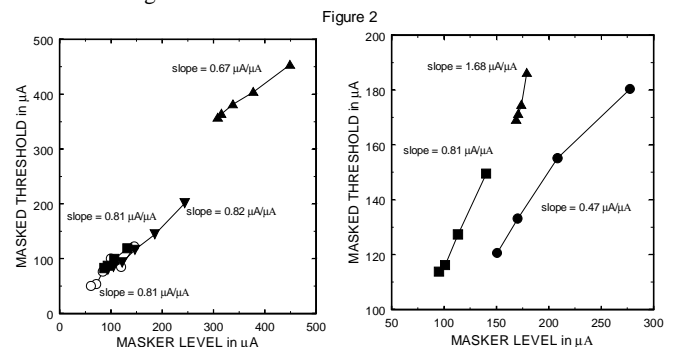 Figure 2
MASKED THRESHOLD in μA
500
400
300
200
100
0
slope = 0.67 μA/μA
slope = 0.81 μA/μA
slope = 0.82 μA/μA
slope = 0.81 μA/μA
0 100 200 300 400 500
MASKER LEVEL in μA
MASKED THRESHOLD in μA
200
180
160
140
120
100
slope = 1.68 μA/μA
slope = 0.81 μA/μA
slope = 0.47 μA/μA
50 100 150 200 250 300
MASKER LEVEL in μA